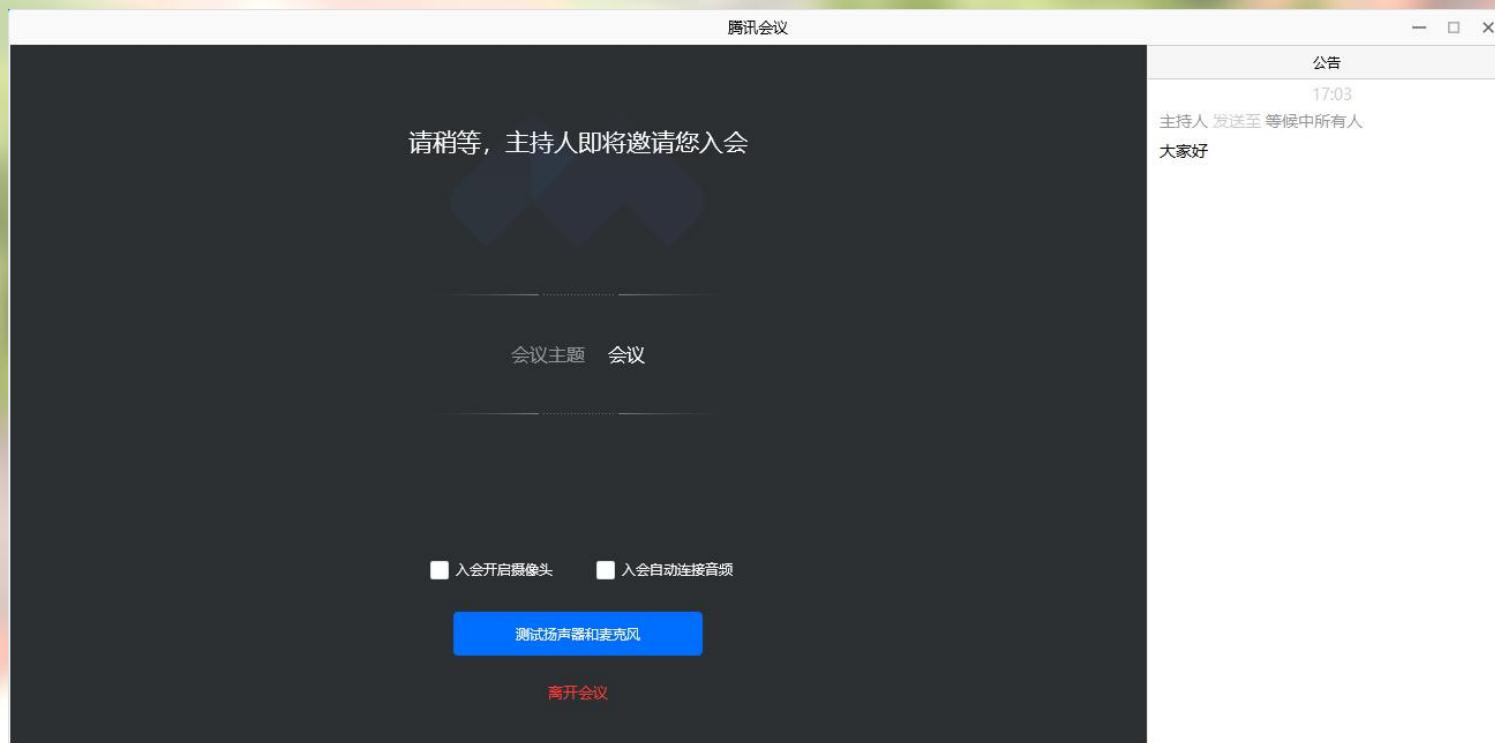 腾讯会议
请稍等，主持人即将邀请您入会
会议主题 会议
入会开启摄像头 入会自动连接音频
测试扬声器和麦克风
离开会议
公告
17:03
主持人 发送至 等候中所有人
大家好